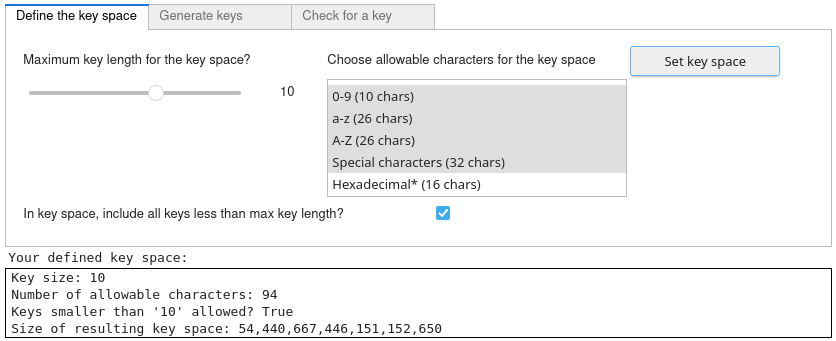 Define the key space
Generate keys
Check for a key
Maximum key length for the key space?
10
Choose allowable characters for the key space
0-9 (10 chars)
a-z (26 chars)
A-Z (26 chars)
Special characters (32 chars)
Hexadecimal* (16 chars)
Set key space
In key space, include all keys less than max key length?
Your defined key space:
Key size: 10
Number of allowable characters: 94
Keys smaller than '10' allowed? True
Size of resulting key space: 54,440,667,446,151,152,650